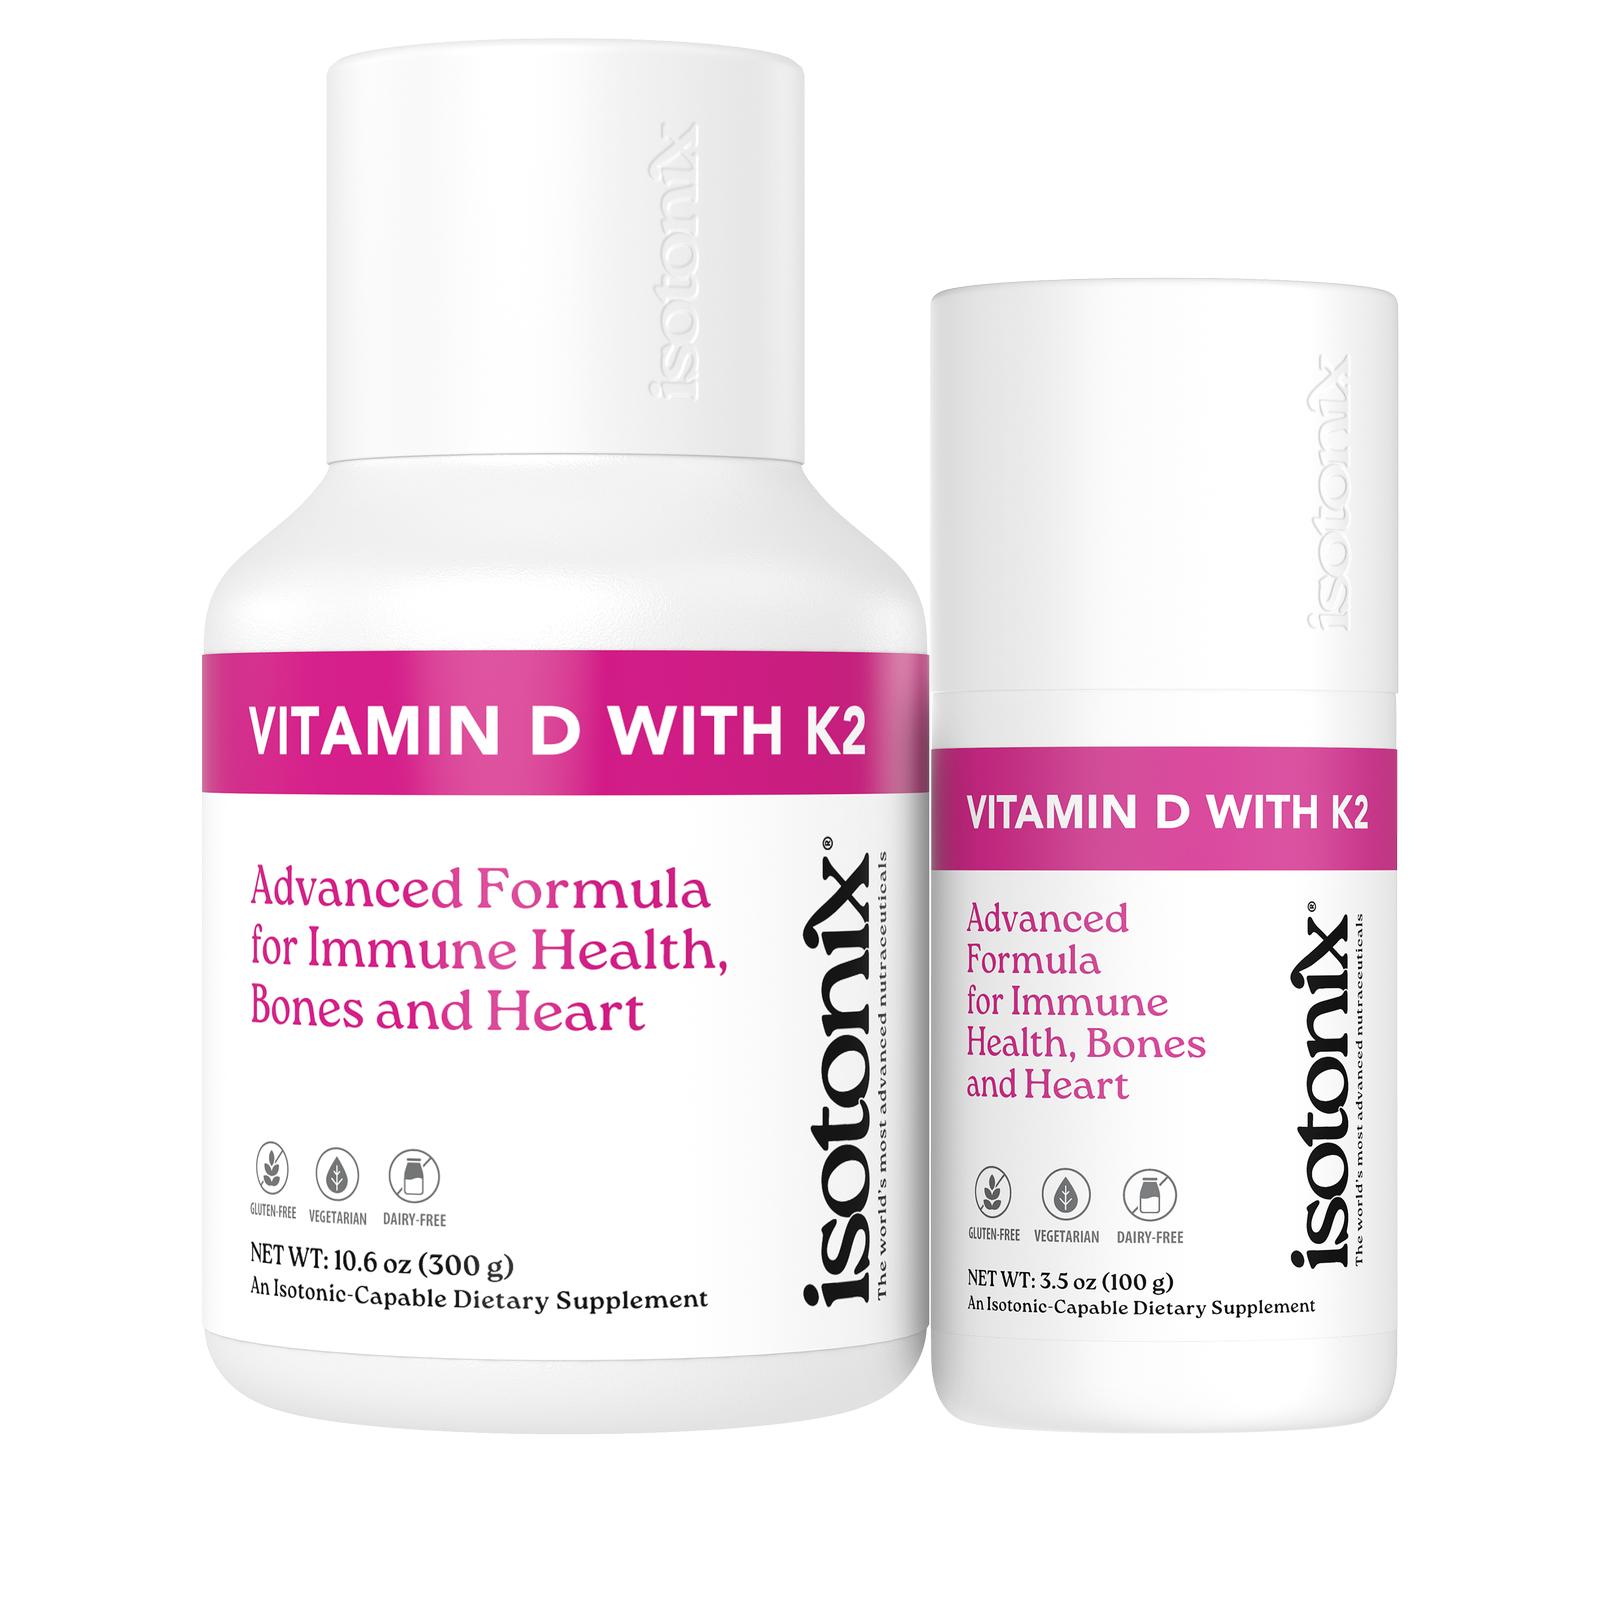 isotonix
VITAMIN D WITH K2
Advanced Formula
for Immune Health,
Bones and Heart
GLUTEN-FREE VEGETARIAN DAIRY-FREE
NET WT: 10.6 oz (300 g)
An Isotonic-Capable Dietary Supplement
isotonix®
The world's most advanced nutraceuticals
isotonix
VITAMIN D WITH K2
Advanced
Formula
for Immune
Health, Bones
and Heart
GLUTEN-FREE VEGETARIAN DAIRY-FREE
NET WT: 3.5 oz (100 g)
An Isotonic-Capable Dietary Supplement
isotonix®
The world's most advanced nutraceuticals